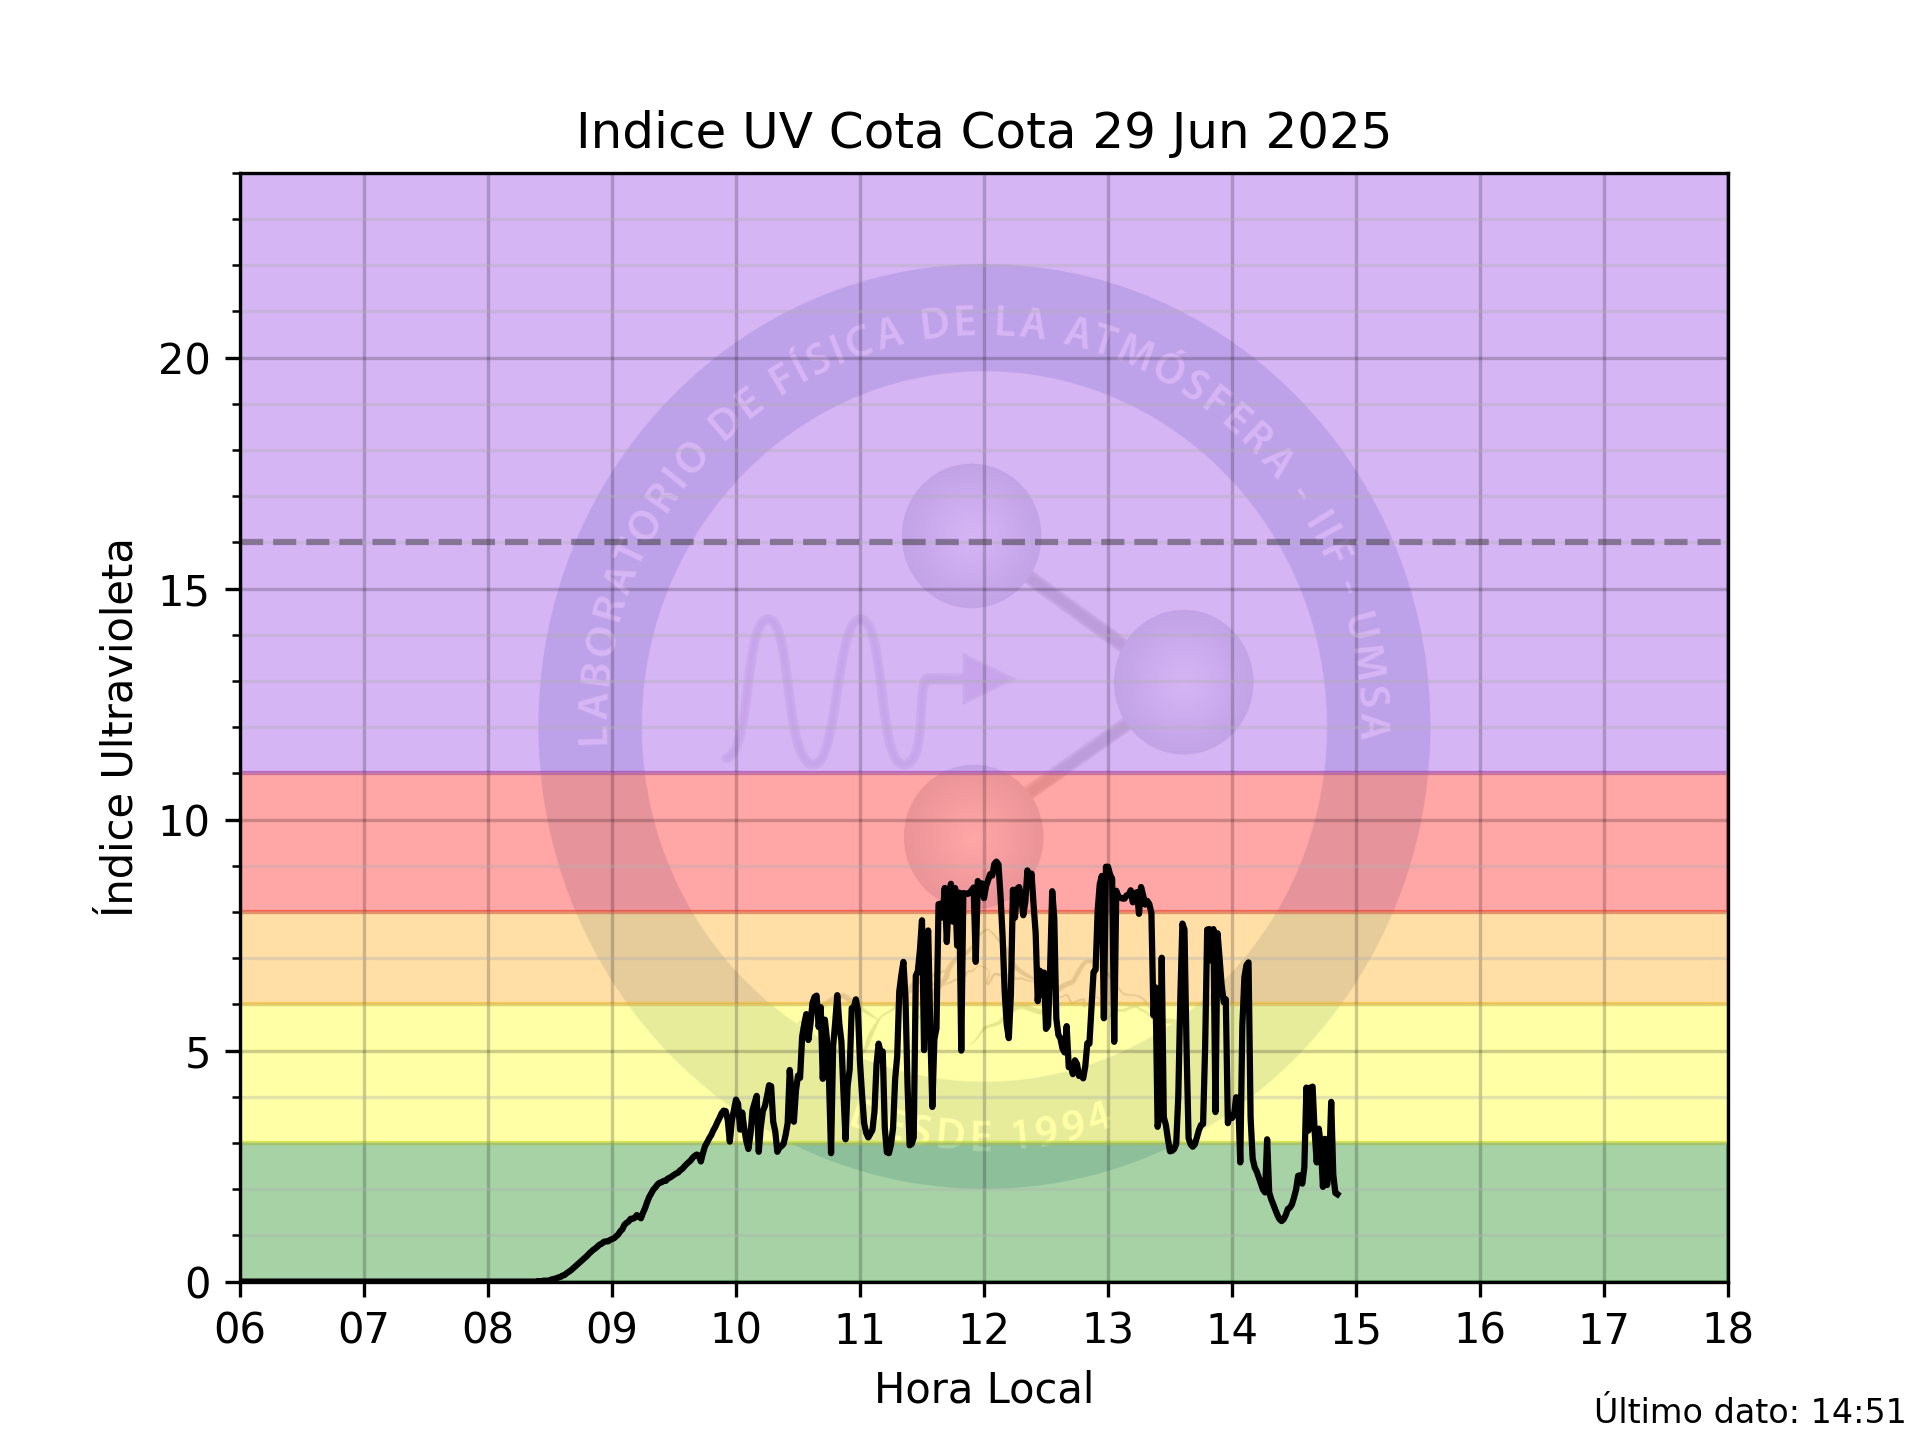 Indice UV Cota Cota 29 Jun 2025
Índice Ultravioleta
20
15
10
5
0
LABORATORIO DE FÍSICA DE LA ATMÓSFERA - IIF - UMSA
DESDE 1994
06 07 08 09 10 11 12 13 14 15 16 17 18
Hora Local
Último dato: 14:51